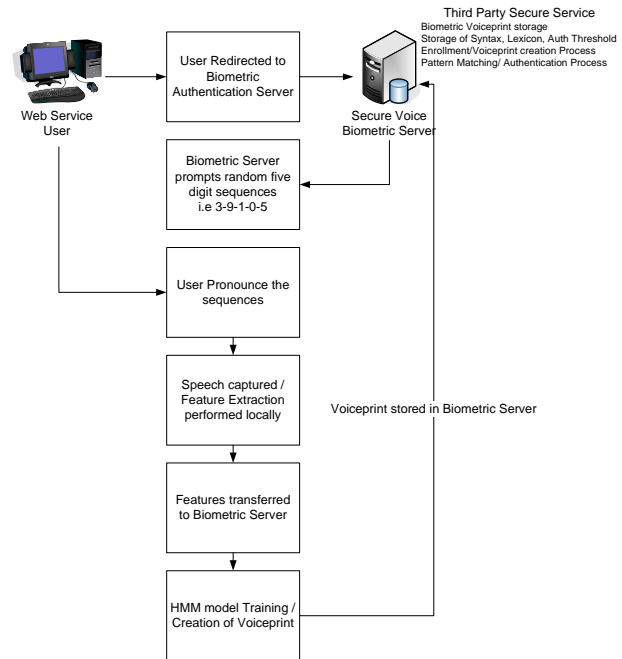 Third Party Secure Service
Biometric Voiceprint storage
Storage of Syntax, Lexicon, Auth Threshold
Enrollment/Voiceprint creation Process
Pattern Matching/ Authentication Process
Web Service
User
User Redirected to
Biometric
Authentication Server
Secure Voice
Biometric Server
Biometric Server
prompts random five
digit sequences
i.e 3-9-1-0-5
User Pronounce the
sequences
Speech captured /
Feature Extraction
performed locally
Voiceprint stored in Biometric Server
Features transferred
to Biometric Server
HMM model Training /
Creation of Voiceprint